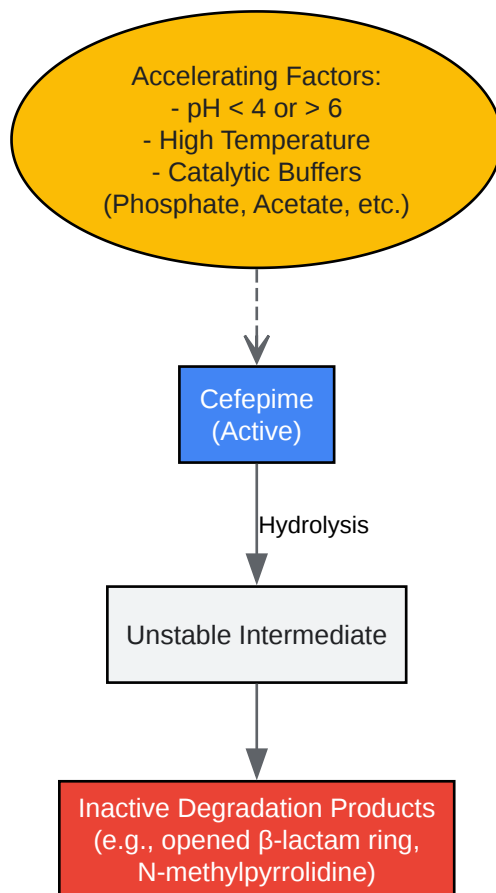 Accelerating Factors:
- pH < 4 or > 6
- High Temperature
- Catalytic Buffers
(Phosphate, Acetate, etc.)
Cefepime
(Active)
Hydrolysis
Unstable Intermediate
Inactive Degradation Products
(e.g., opened β-lactam ring,
N-methylpyrrolidine)